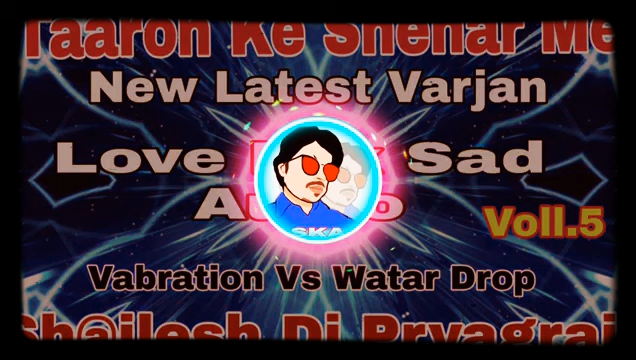 Taaron Ke Shehar Me
New Latest Varjan
Love Sad
Voll.5
SKA
Vabration Vs Watar Drop
Sh@ilesh Dj Pryagraj